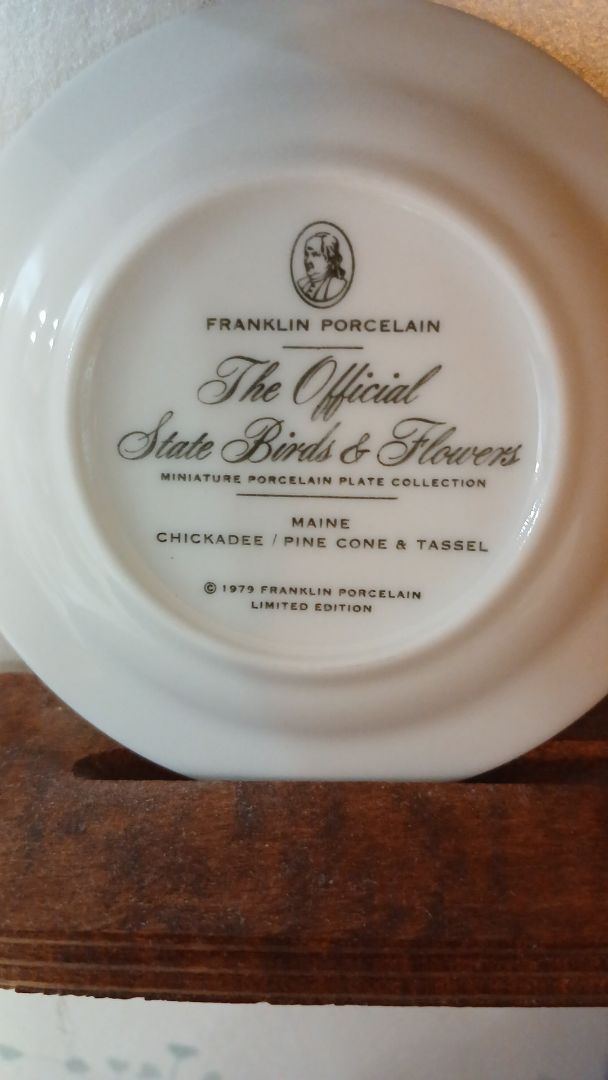 FRANKLIN PORCELAIN
The Official
State Birds & Flowers
MINIATURE PORCELAIN PLATE COLLECTION
MAINE
CHICKADEE / PINE CONE & TASSEL
© 1979 FRANKLIN PORCELAIN
LIMITED EDITION